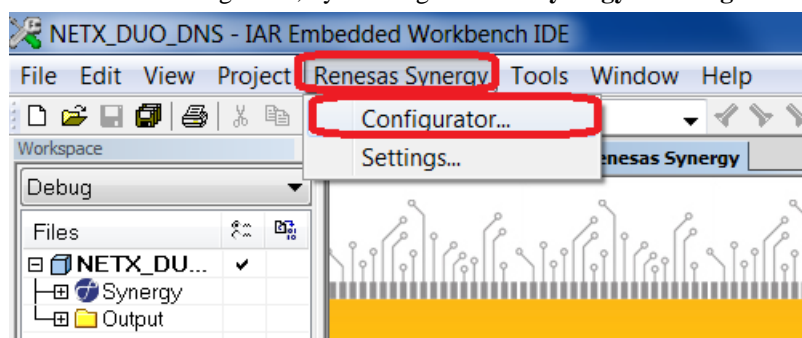 NETX_DUO_DNS - IAR Embedded Workbench IDE
File Edit View Project Renesas Synergy Tools Window Help
Configurator...
Workspace
Settings...
enesas Synergy
Debug
Files
NETX_DU...
Synergy
Output